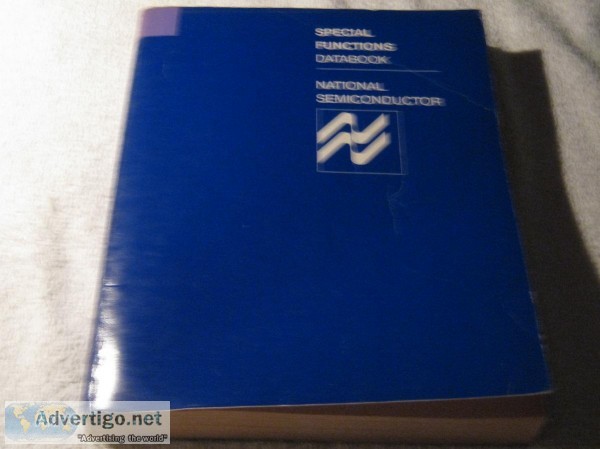 SPECIAL
FUNCTIONS
DATABOOK
NATIONAL
SEMICONDUCTOR
Advertigo.net
"Advertising the world"